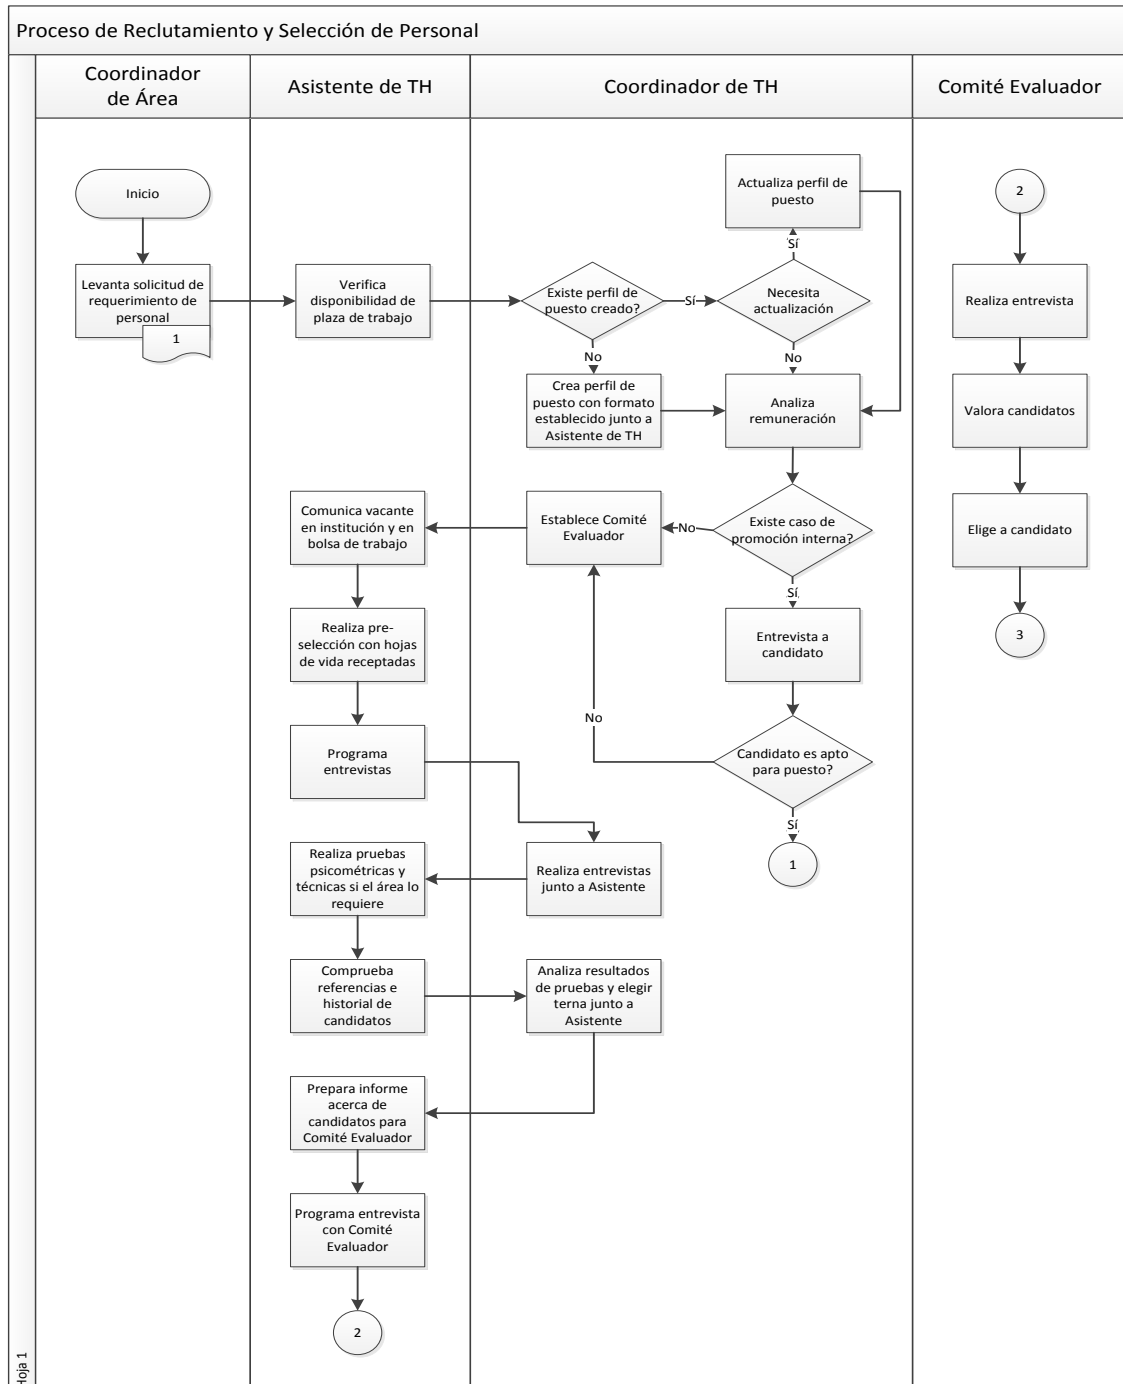 Proceso de Reclutamiento y Selección de Personal
Coordinador
de Área
Asistente de TH
Coordinador de TH
Comité Evaluador
Inicio
Levanta solicitud de
requerimiento de
personal
1
Verifica
disponibilidad de
plaza de trabajo
Existe perfil de
puesto creado?
Sí
No
Necesita
actualización
Sí
No
Actualiza perfil de
puesto
Crea perfil de
puesto con formato
establecido junto a
Asistente de TH
Analiza
remuneración
Existe caso de
promoción interna?
No
Sí
Establece Comité
Evaluador
Comunica vacante
en institución y en
bolsa de trabajo
Realiza pre-
selección con hojas
de vida receptadas
Entrevista a
candidato
Candidato es apto
para puesto?
No
Sí
1
Programa
entrevistas
Realiza entrevistas
junto a Asistente
Realiza pruebas
psicométricas y
técnicas si el área lo
requiere
Comprueba
referencias e
historial de
candidatos
Analiza resultados
de pruebas y elegir
terna junto a
Asistente
Prepara informe
acerca de
candidatos para
Comité Evaluador
Programa entrevista
con Comité
Evaluador
2
2
Realiza entrevista
Valora candidatos
Elige a candidato
3
Hoja 1